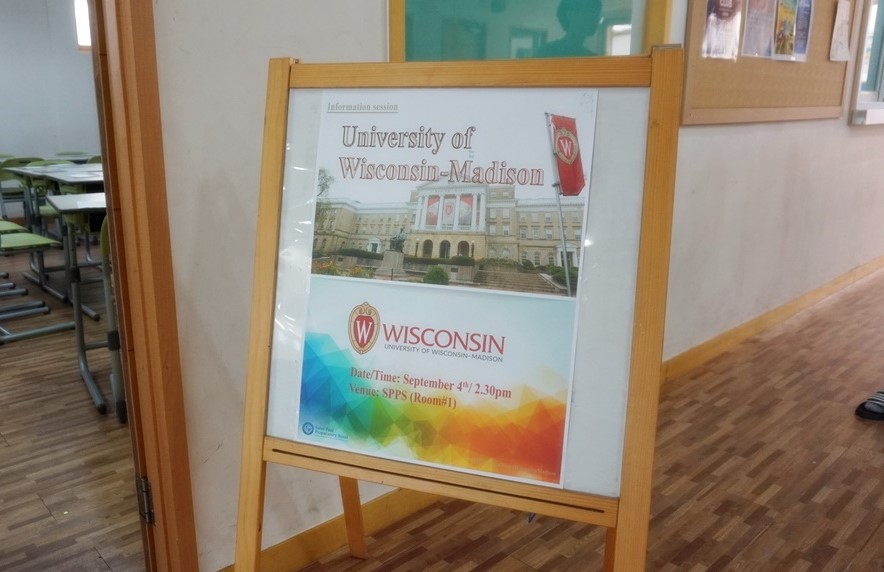 Information session
University of
Wisconsin-Madison
W
W
WISCONSIN
UNIVERSITY OF WISCONSIN-MADISON
Date/Time: September 4th/ 2.30pm
Venue: SPPS (Room#1)